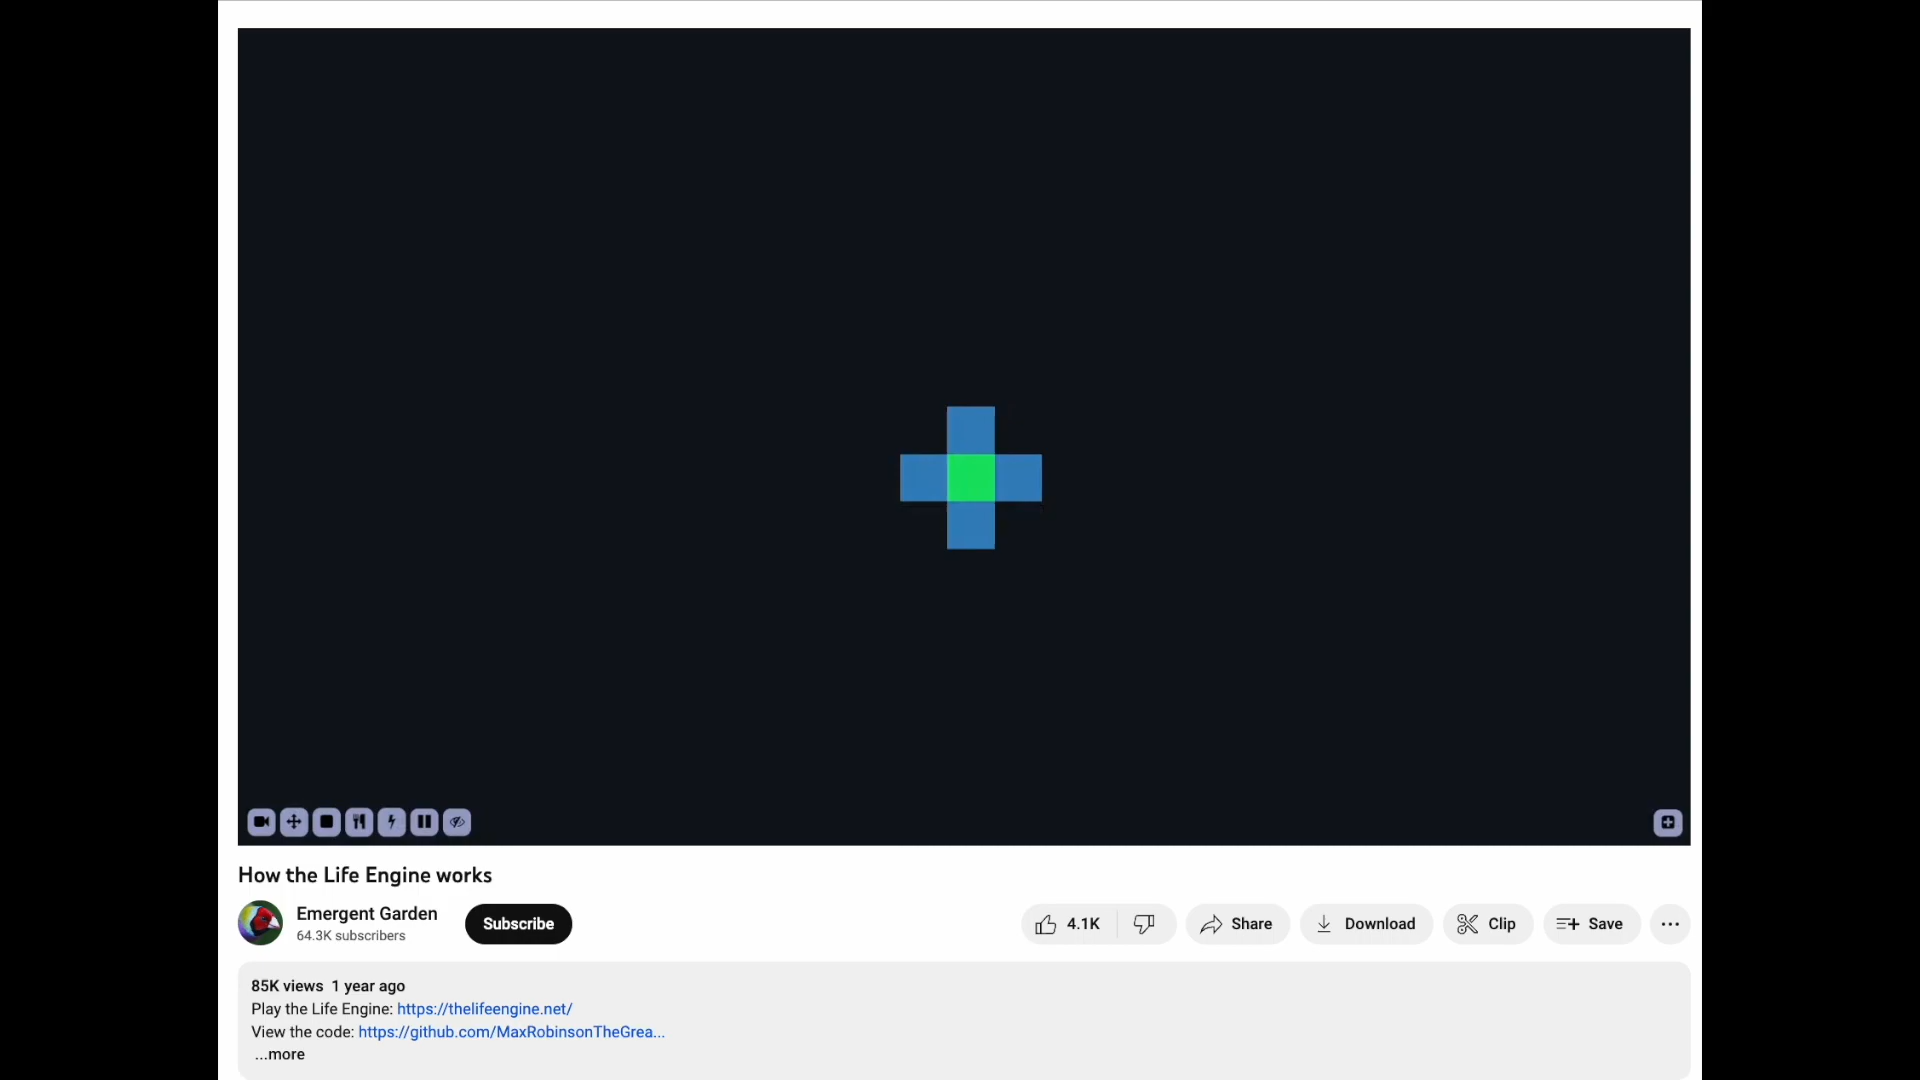 How the Life Engine works
Emergent Garden
64.3K subscribers
Subscribe
4.1K
Share
Download
Clip
Save
85K views 1 year ago
Play the Life Engine: https://thelifeengine.net/
View the code: https://github.com/MaxRobinsonTheGrea...
...more